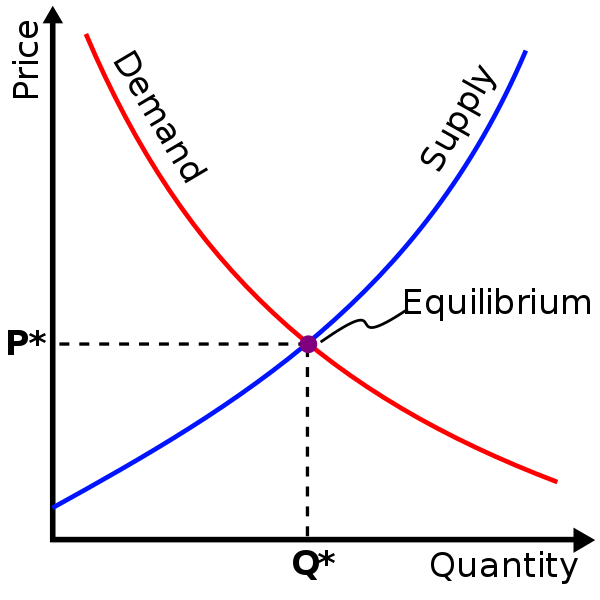 Price
Demand
Supply
Equilibrium
P*
Q*
Quantity